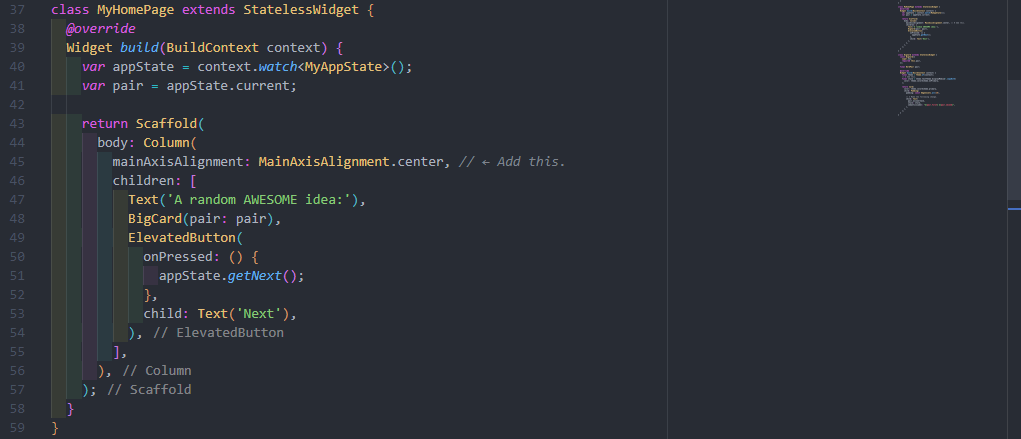 37 class MyHomePage extends StatelessWidget {
38   @override
39   Widget build(BuildContext context) {
40     var appState = context.watch<MyAppState>();
41     var pair = appState.current;
42
43     return Scaffold(
44       body: Column(
45         mainAxisAlignment: MainAxisAlignment.center, // ← Add this.
46         children: [
47           Text('A random AWESOME idea:'),
48           BigCard(pair: pair),
49           ElevatedButton(
50             onPressed: () {
51               appState.getNext();
52             },
53             child: Text('Next'),
54           ), // ElevatedButton
55         ],
56       ), // Column
57     ); // Scaffold
58   }
59 }